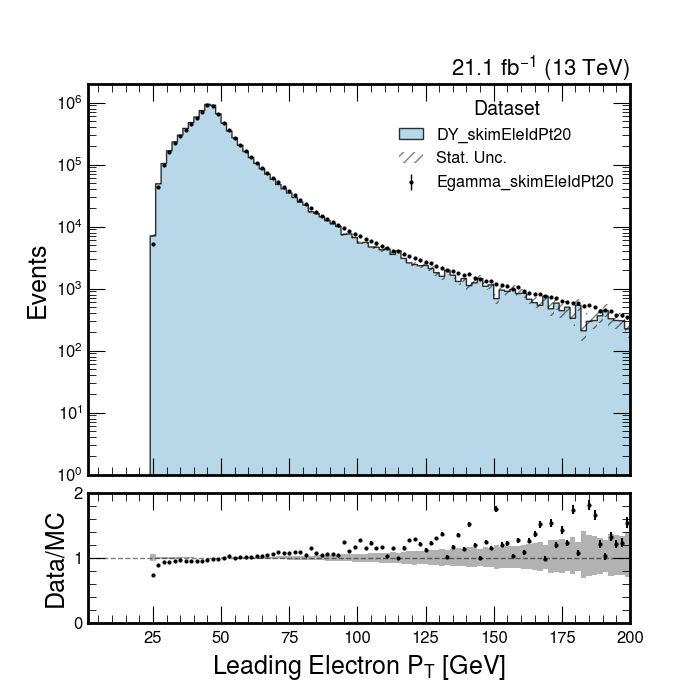 21.1 fb⁻¹ (13 TeV)
Dataset
DY_skimEleIdPt20
Stat. Unc.
Egamma_skimEleIdPt20
Events
10⁶
10⁵
10⁴
10³
10²
10¹
10⁰
Data/MC
2
1
0
25 50 75 100 125 150 175 200
Leading Electron P_T [GeV]